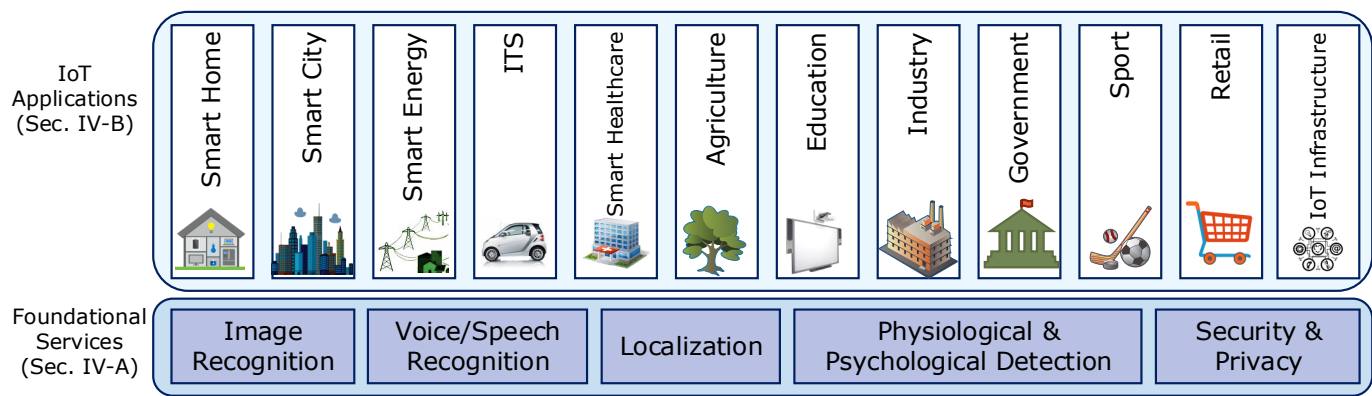 IoT
Applications
(Sec. IV-B)
Smart Home
Smart City
Smart Energy
ITS
Smart Healthcare
Agriculture
Education
Industry
Government
Sport
Retail
IoT Infrastructure
Foundational
Services
(Sec. IV-A)
Image
Recognition
Voice/Speech
Recognition
Localization
Physiological &
Psychological Detection
Security &
Privacy